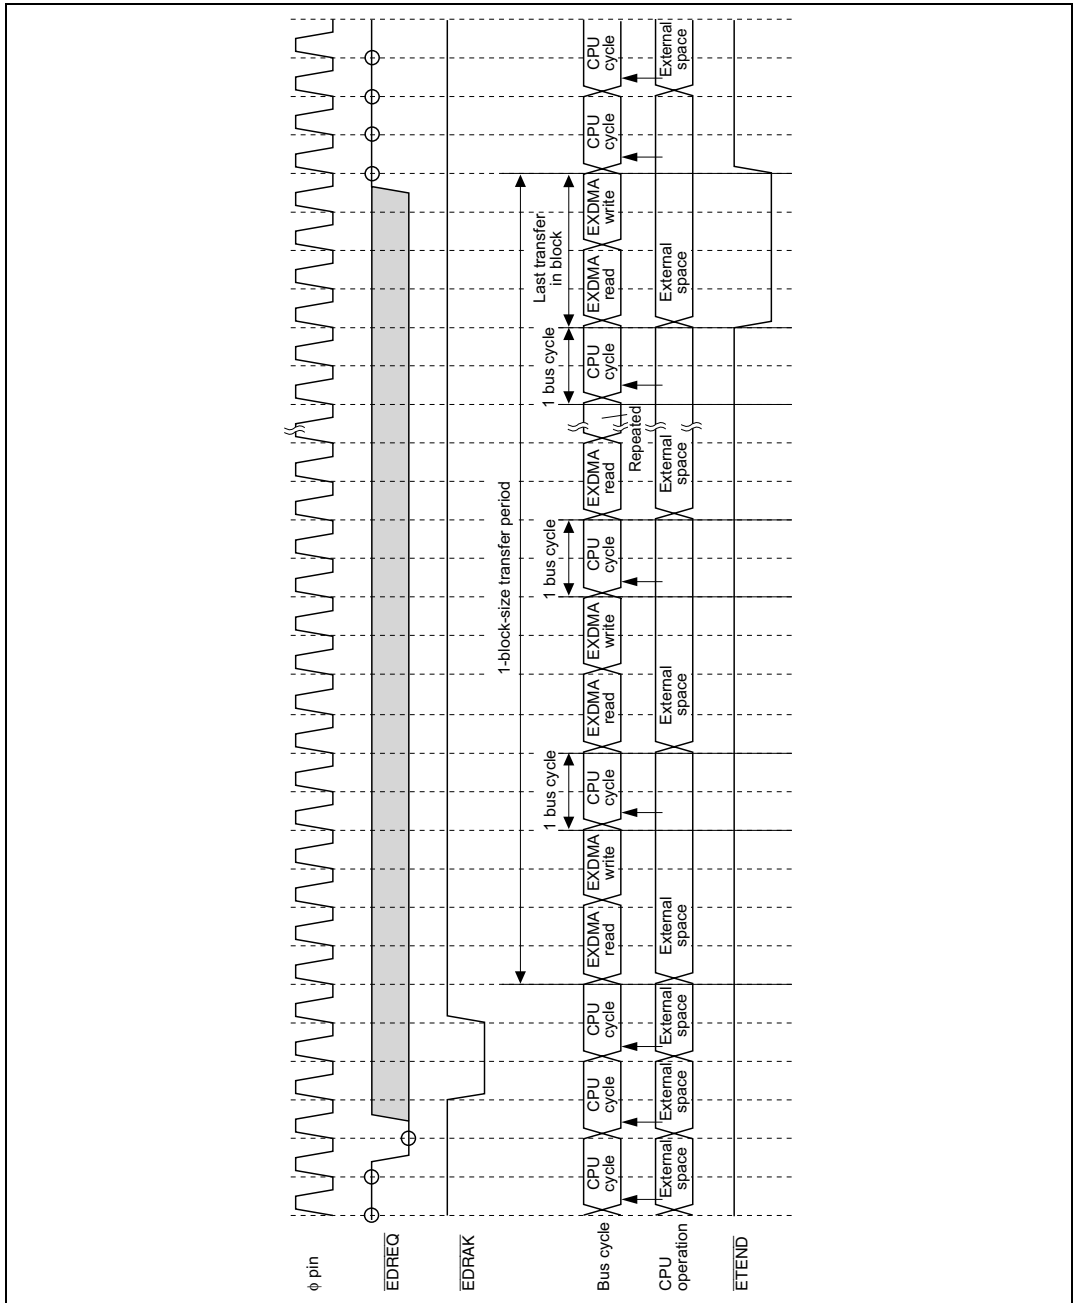 φ pin
EDREQ
EDRAK
1-block-size transfer period
Last transfer
in block
1 bus cycle
1 bus cycle
1 bus cycle
Bus cycle
CPU
cycle
CPU
cycle
CPU
cycle
EXDMA
read
EXDMA
write
CPU
cycle
EXDMA
read
EXDMA
write
CPU
cycle
EXDMA
read
CPU
cycle
EXDMA
read
EXDMA
write
CPU
cycle
CPU
cycle
Repeated
CPU
operation
External
space
External
space
External
space
External
space
External
space
External
space
External
space
External
space
ETEND